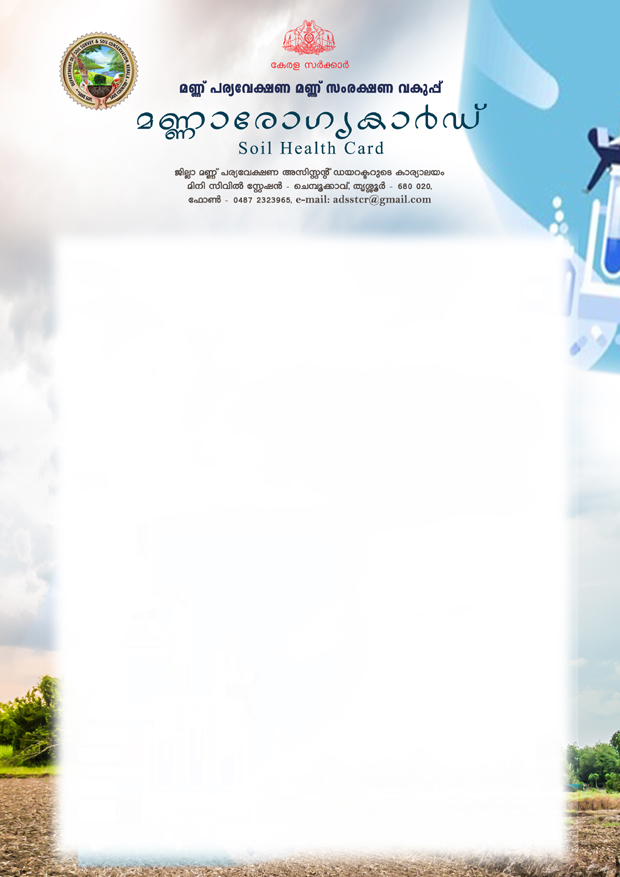 കേരള സർക്കാർ
മണ്ണ് പര്യവേക്ഷണ മണ്ണ് സംരക്ഷണ വകുപ്പ്
മണ്ണാരോഗ്യകാർഡ്
Soil Health Card
ജില്ലാ മണ്ണ് പര്യവേക്ഷണ അസിസ്റ്റന്റ് ഡയറക്ടറുടെ കാര്യാലയം
മിനി സിവിൽ സ്റ്റേഷൻ - ചെമ്പൂക്കാവ്, തൃശ്ശൂർ - 680 020,
ഫോൺ - 0487 2323965, e-mail: adsstcr@gmail.com